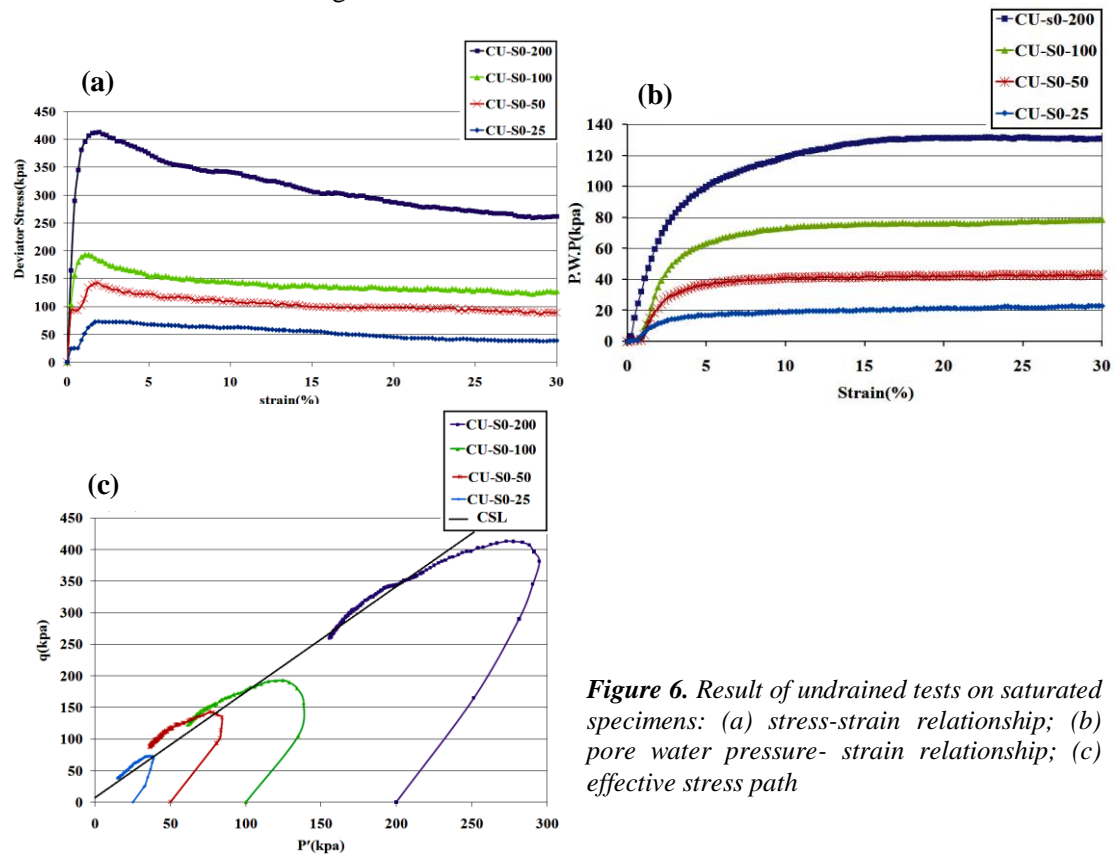 CU-S0-200
CU-S0-100
CU-S0-50
CU-S0-25
(a)
450
400
350
300
250
200
150
100
50
0
Deviator Stress(kpa)
0 5 10 15 20 25 30
strain(%)
CU-s0-200
CU-S0-100
CU-S0-50
CU-S0-25
(b)
140
120
100
80
60
40
20
0
P.W.P(kpa)
0 5 10 15 20 25 30
Strain(%)
CU-S0-200
CU-S0-100
CU-S0-50
CU-S0-25
CSL
(c)
450
400
350
300
250
200
150
100
50
0
q(kpa)
0 50 100 150 200 250 300
P'(kpa)
Figure 6. Result of undrained tests on saturated
specimens: (a) stress-strain relationship; (b)
pore water pressure- strain relationship; (c)
effective stress path